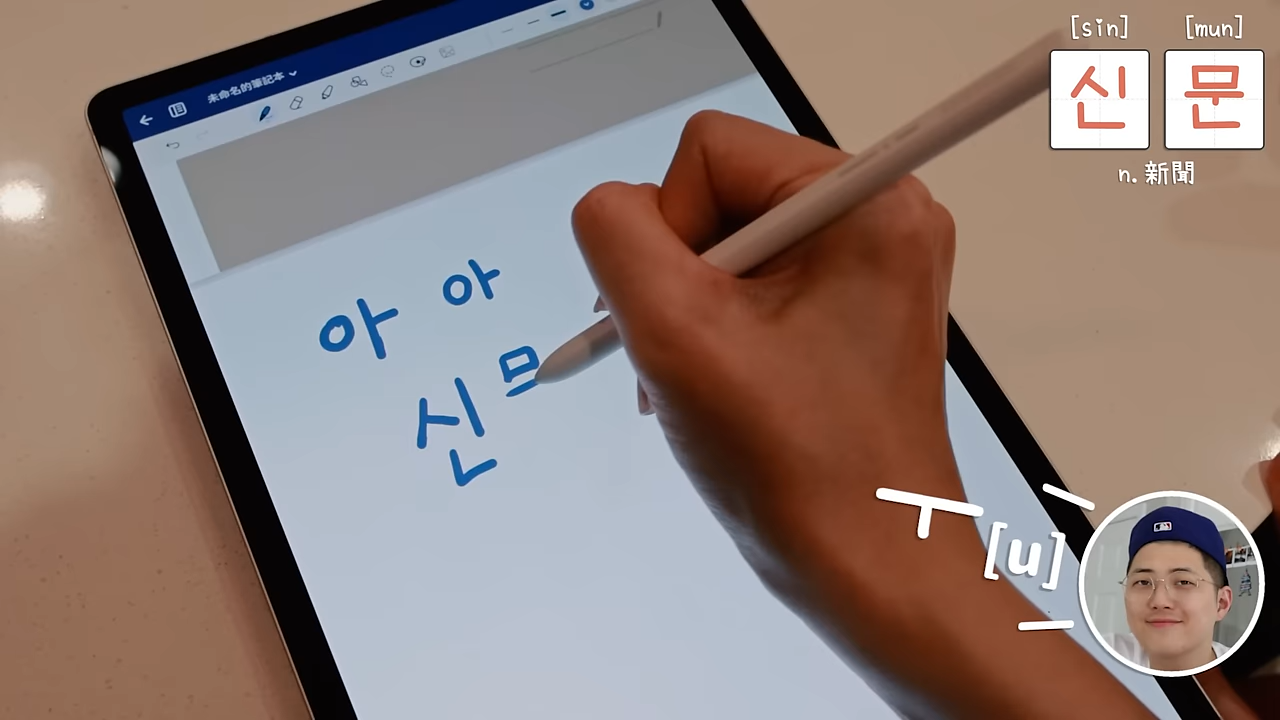 [sin] [mun]
신 문
n. 新聞
未命名的筆記本
아 아
신 므
ㅜ [u]